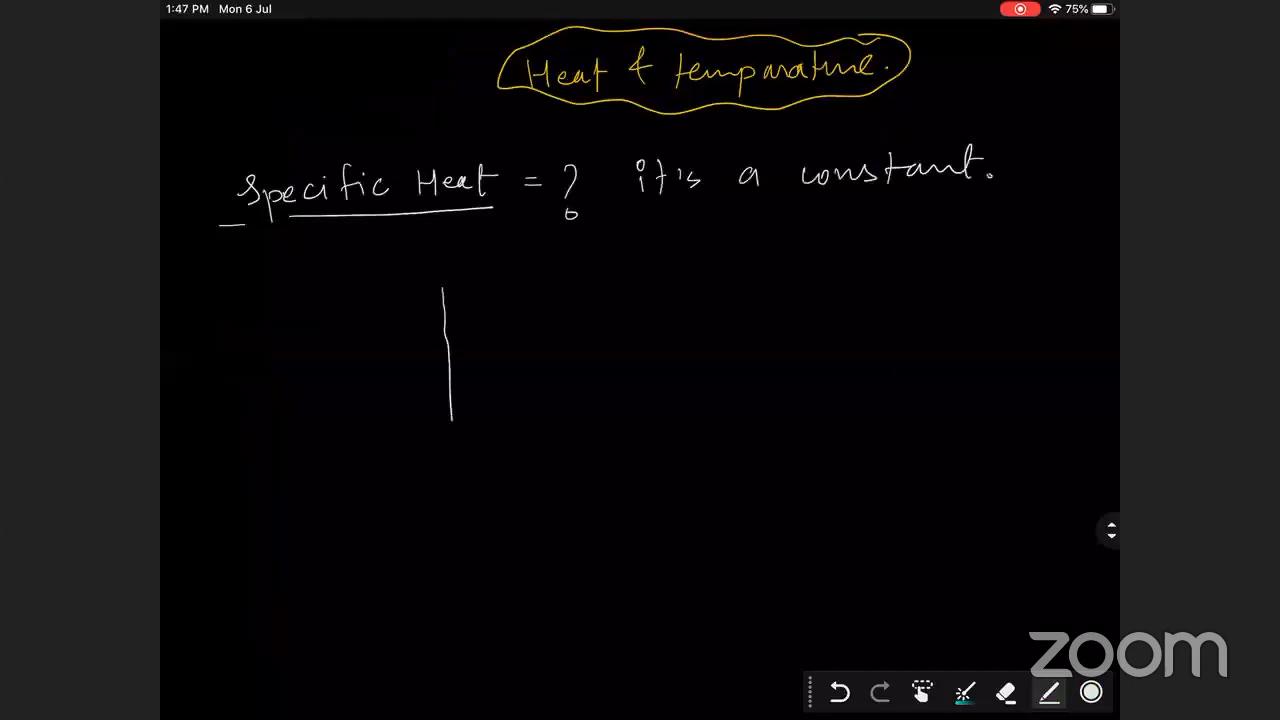 1:47 PM Mon 6 Jul 75%
Heat & temparature.
Specific Heat = ? it's a constant.
zoom